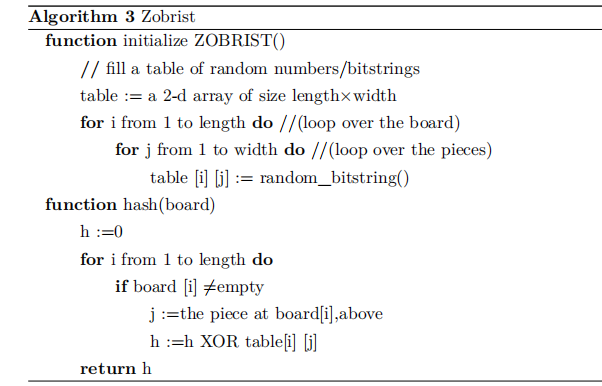 Algorithm 3 Zobrist
function initialize ZOBRIST()
// fill a table of random numbers/bitstrings
table := a 2-d array of size length×width
for i from 1 to length do //(loop over the board)
for j from 1 to width do //(loop over the pieces)
table [i] [j] := random_bitstring()
function hash(board)
h :=0
for i from 1 to length do
if board [i] ≠empty
j :=the piece at board[i],above
h :=h XOR table[i] [j]
return h